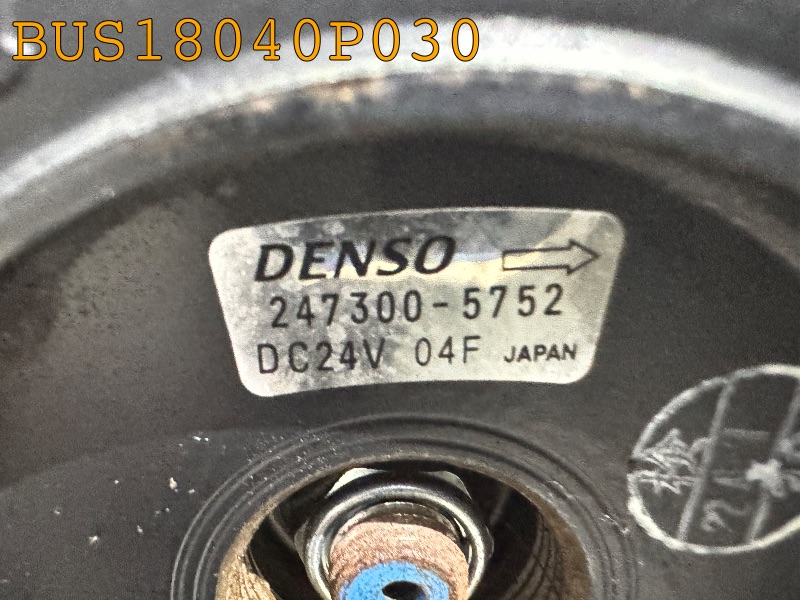 BUS18040P030
DENSO
247300-5752
DC24V 04F JAPAN